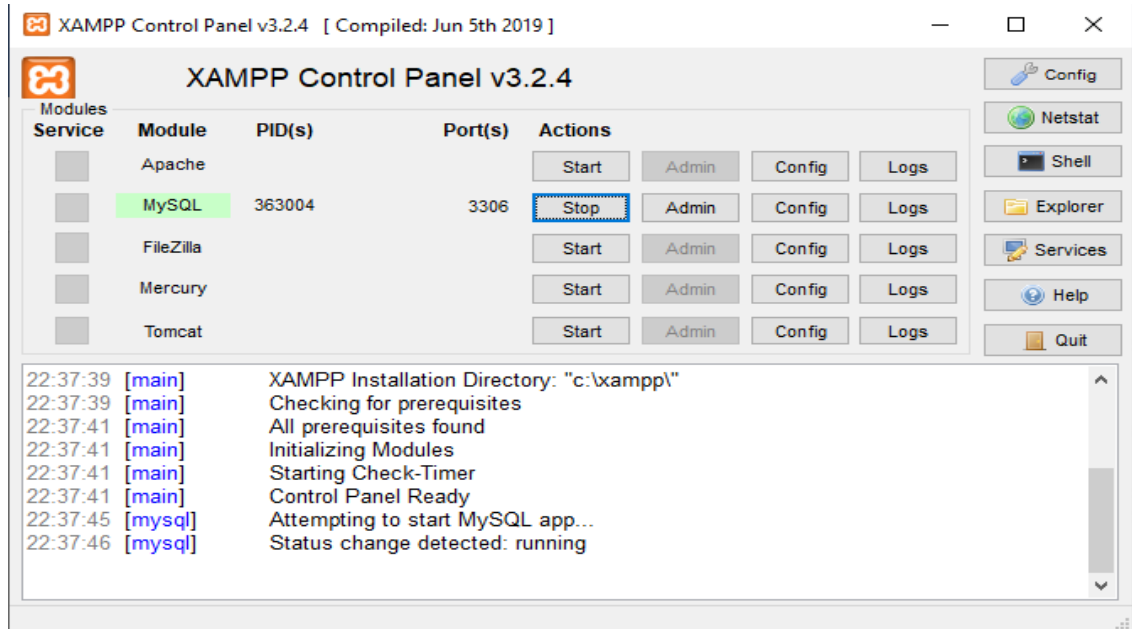 XAMPP Control Panel v3.2.4 [ Compiled: Jun 5th 2019 ]
XAMPP Control Panel v3.2.4
Config
Modules
Netstat
Service Module PID(s) Port(s) Actions
Apache Start Admin Config Logs
Shell
MySQL 363004 3306 Stop Admin Config Logs
Explorer
FileZilla Start Admin Config Logs
Services
Mercury Start Admin Config Logs
Help
Tomcat Start Admin Config Logs
Quit
22:37:39 [main] XAMPP Installation Directory: "c:\xampp\"
22:37:39 [main] Checking for prerequisites
22:37:41 [main] All prerequisites found
22:37:41 [main] Initializing Modules
22:37:41 [main] Starting Check-Timer
22:37:41 [main] Control Panel Ready
22:37:45 [mysql] Attempting to start MySQL app...
22:37:46 [mysql] Status change detected: running